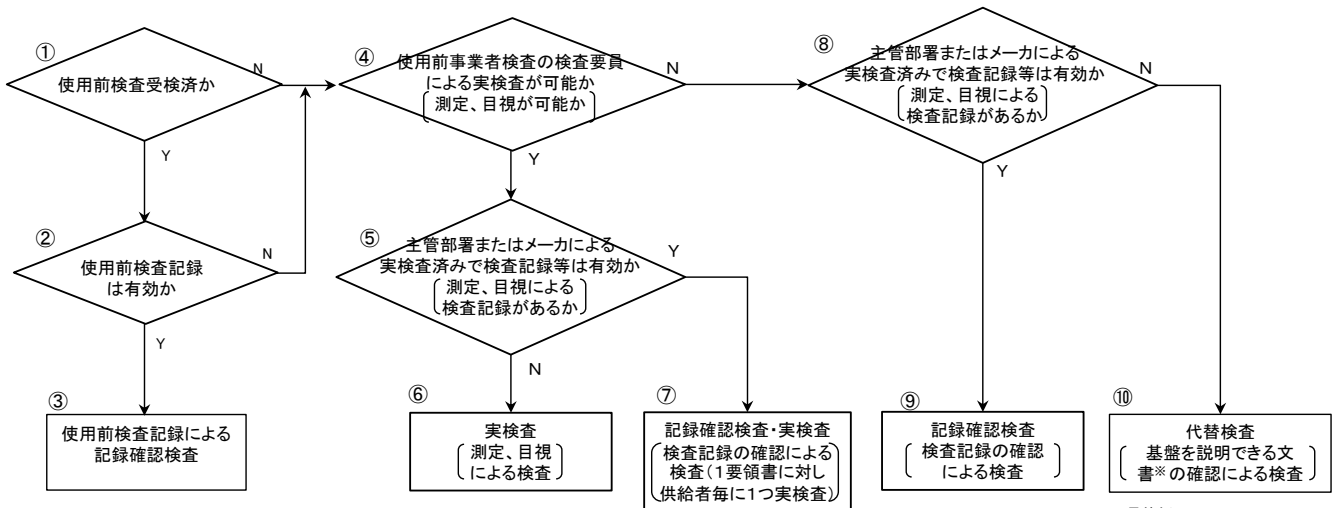 ①
使用前検査受検済か
N
Y
②
使用前検査記録
は有効か
N
Y
③
使用前検査記録による
記録確認検査
④
使用前事業者検査の検査要員
による実検査が可能か
測定、目視が可能か
N
Y
⑤
主管部署またはメーカによる
実検査済みで検査記録等は有効か
測定、目視による
検査記録があるか
Y
N
⑥
実検査
測定、目視
による検査
⑦
記録確認検査・実検査
検査記録の確認による
検査(1要領書に対し
供給者毎に1つ実検査)
⑧
主管部署またはメーカによる
実検査済みで検査記録等は有効か
測定、目視による
検査記録があるか
N
Y
⑨
記録確認検査
検査記録の確認
による検査
⑩
代替検査
基盤を説明できる文
書※の確認による検査